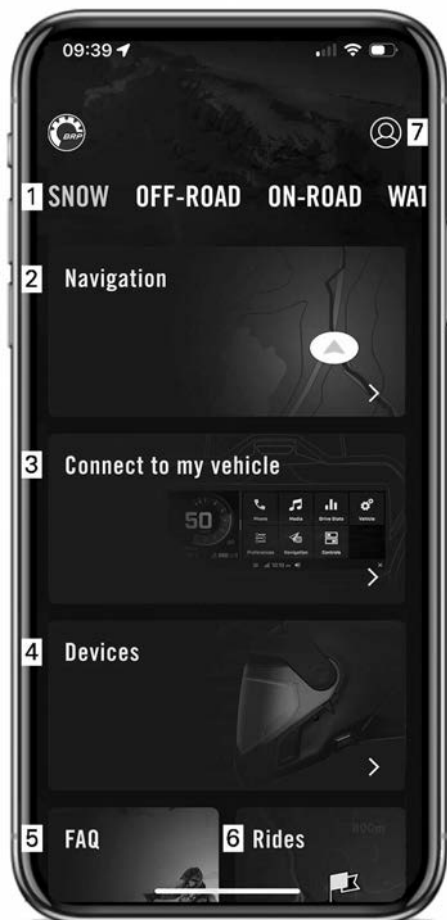 09:39
BRP
7
1 SNOW OFF-ROAD ON-ROAD WAT
2 Navigation
3 Connect to my vehicle
50
Phone Media Drive Stats Vehicle
Preferences Navigation Controls
4 Devices
5 FAQ
6 Rides